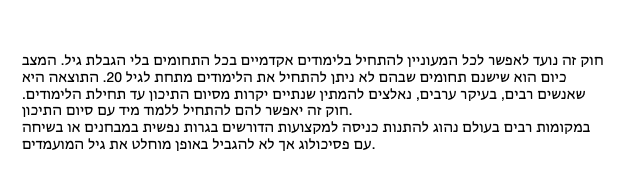 חוק זה נועד לאפשר לכל המעוניין להתחיל בלימודים אקדמיים בכל התחומים בלי הגבלת גיל. המצב
כיום הוא שישנם תחומים שבהם לא ניתן להתחיל את הלימודים מתחת לגיל 20. התוצאה היא
שאנשים רבים, בעיקר ערבים, נאלצים להמתין שנתיים יקרות מסיום התיכון עד תחילת הלימודים.
חוק זה יאפשר להם להתחיל ללמוד מיד עם סיום התיכון.
במקומות רבים בעולם נהוג להתנות כניסה למקצועות הדורשים בגרות נפשית במבחנים או בשיחה
עם פסיכולוג אך לא להגביל באופן מוחלט את גיל המועמדים.